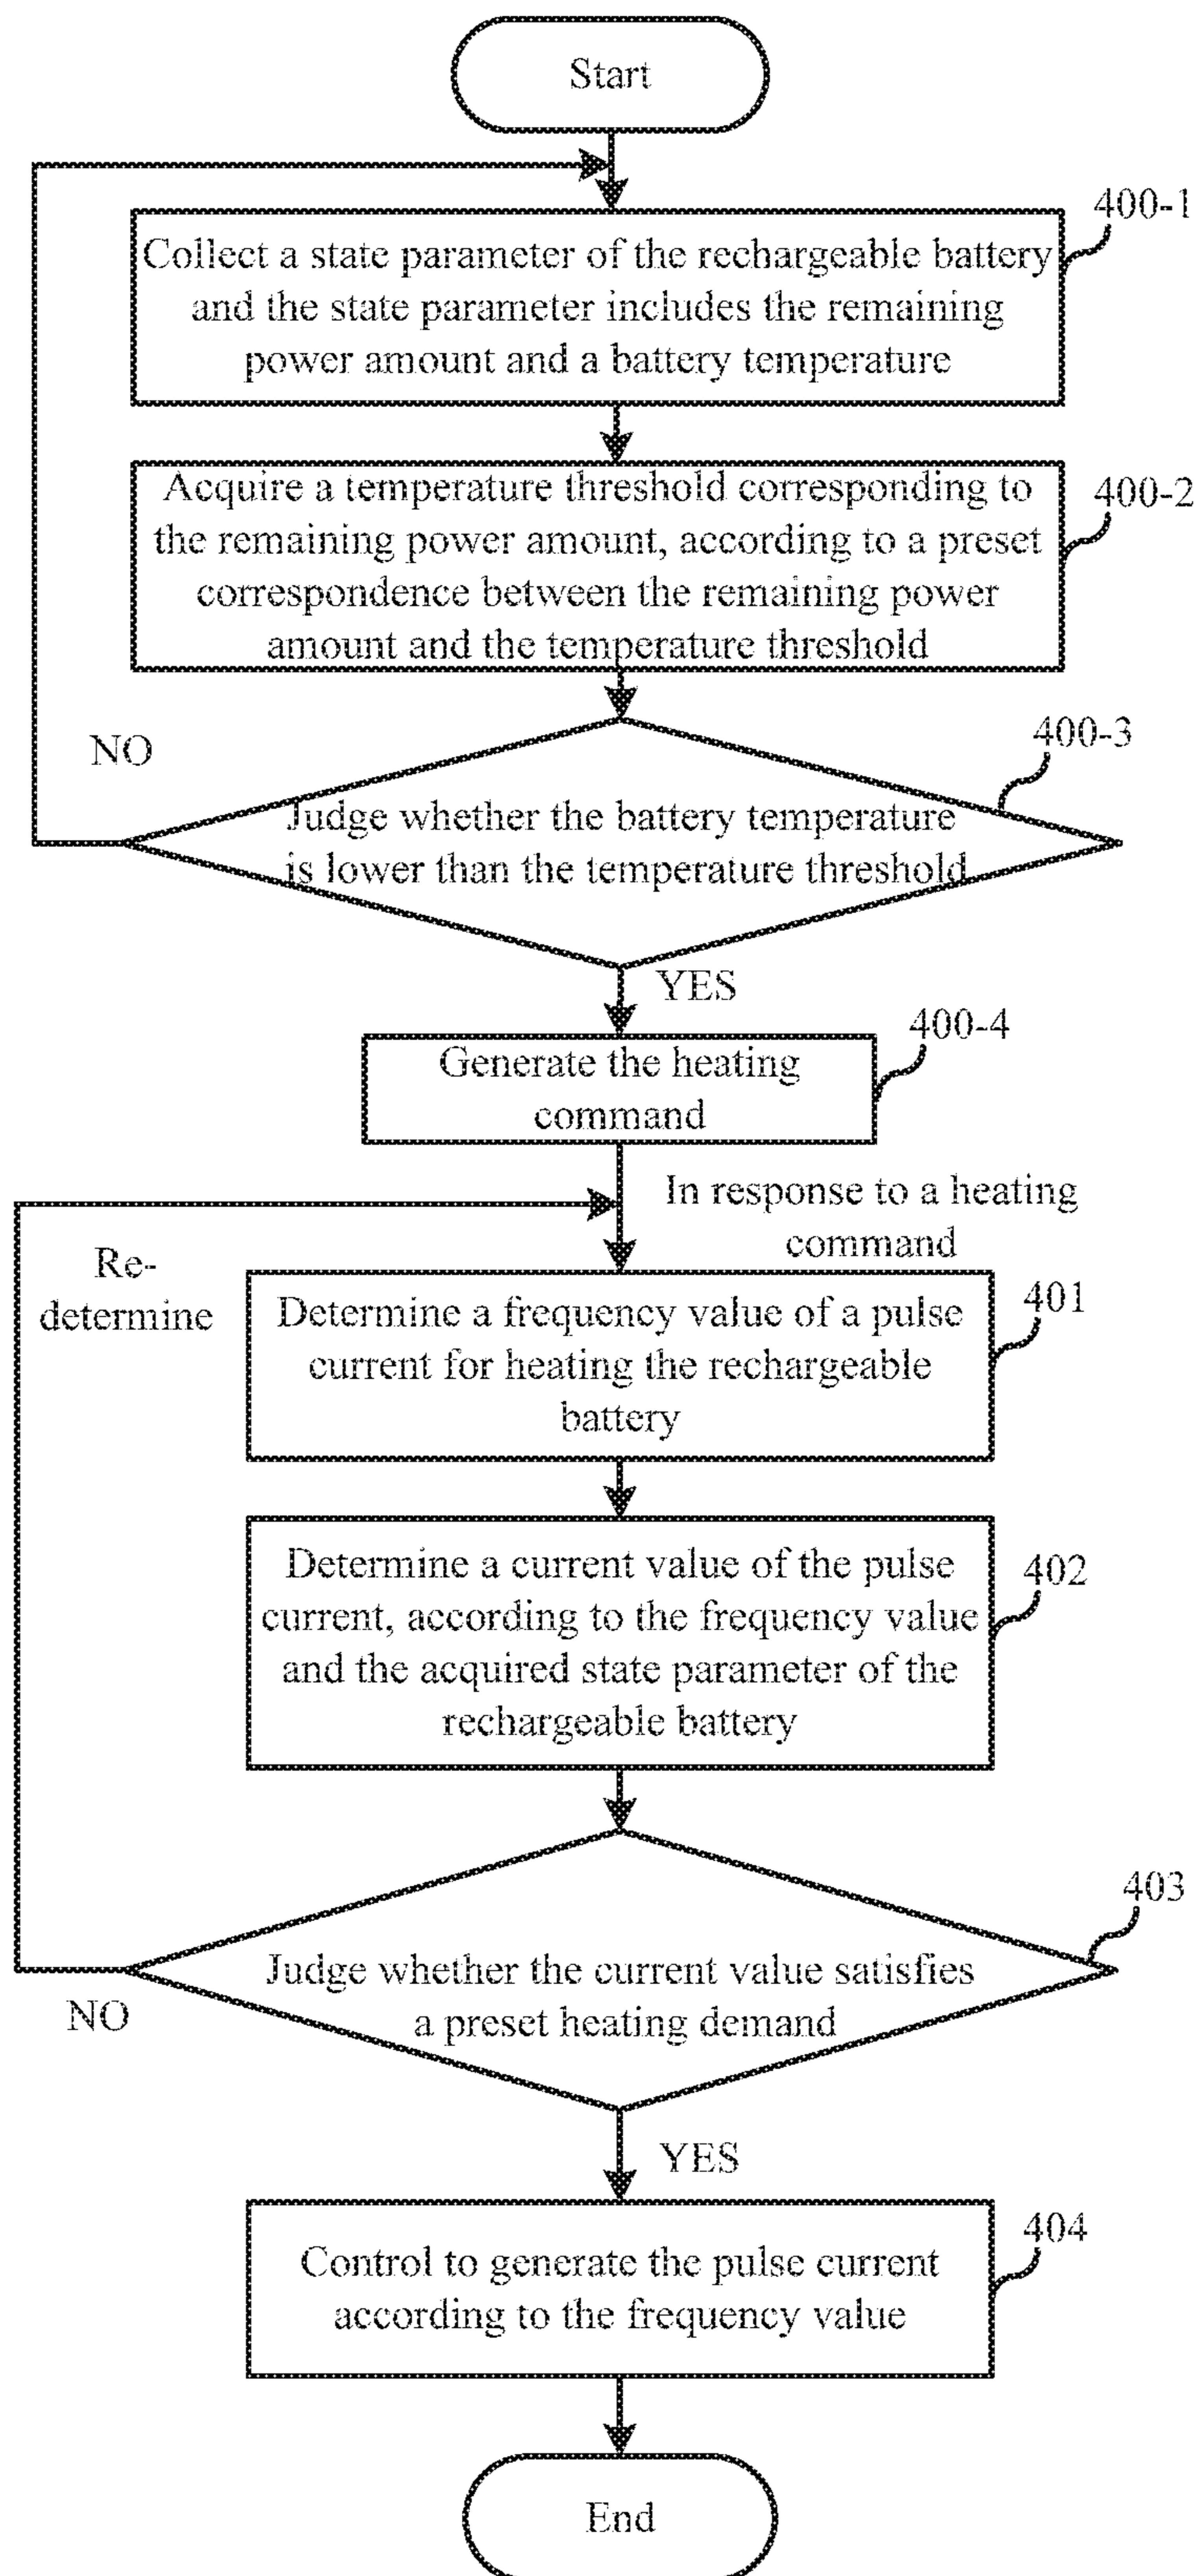 Start
400-1
Collect a state parameter of the rechargeable battery
and the state parameter includes the remaining
power amount and a battery temperature
400-2
Acquire a temperature threshold corresponding to
the remaining power amount, according to a preset
correspondence between the remaining power
amount and the temperature threshold
NO
400-3
Judge whether the battery temperature
is lower than the temperature threshold
YES
400-4
Generate the heating
command
In response to a heating
command
Re-
determine
401
Determine a frequency value of a pulse
current for heating the rechargeable
battery
402
Determine a current value of the pulse
current, according to the frequency value
and the acquired state parameter of the
rechargeable battery
403
Judge whether the current value satisfies
a preset heating demand
NO
YES
404
Control to generate the pulse current
according to the frequency value
End